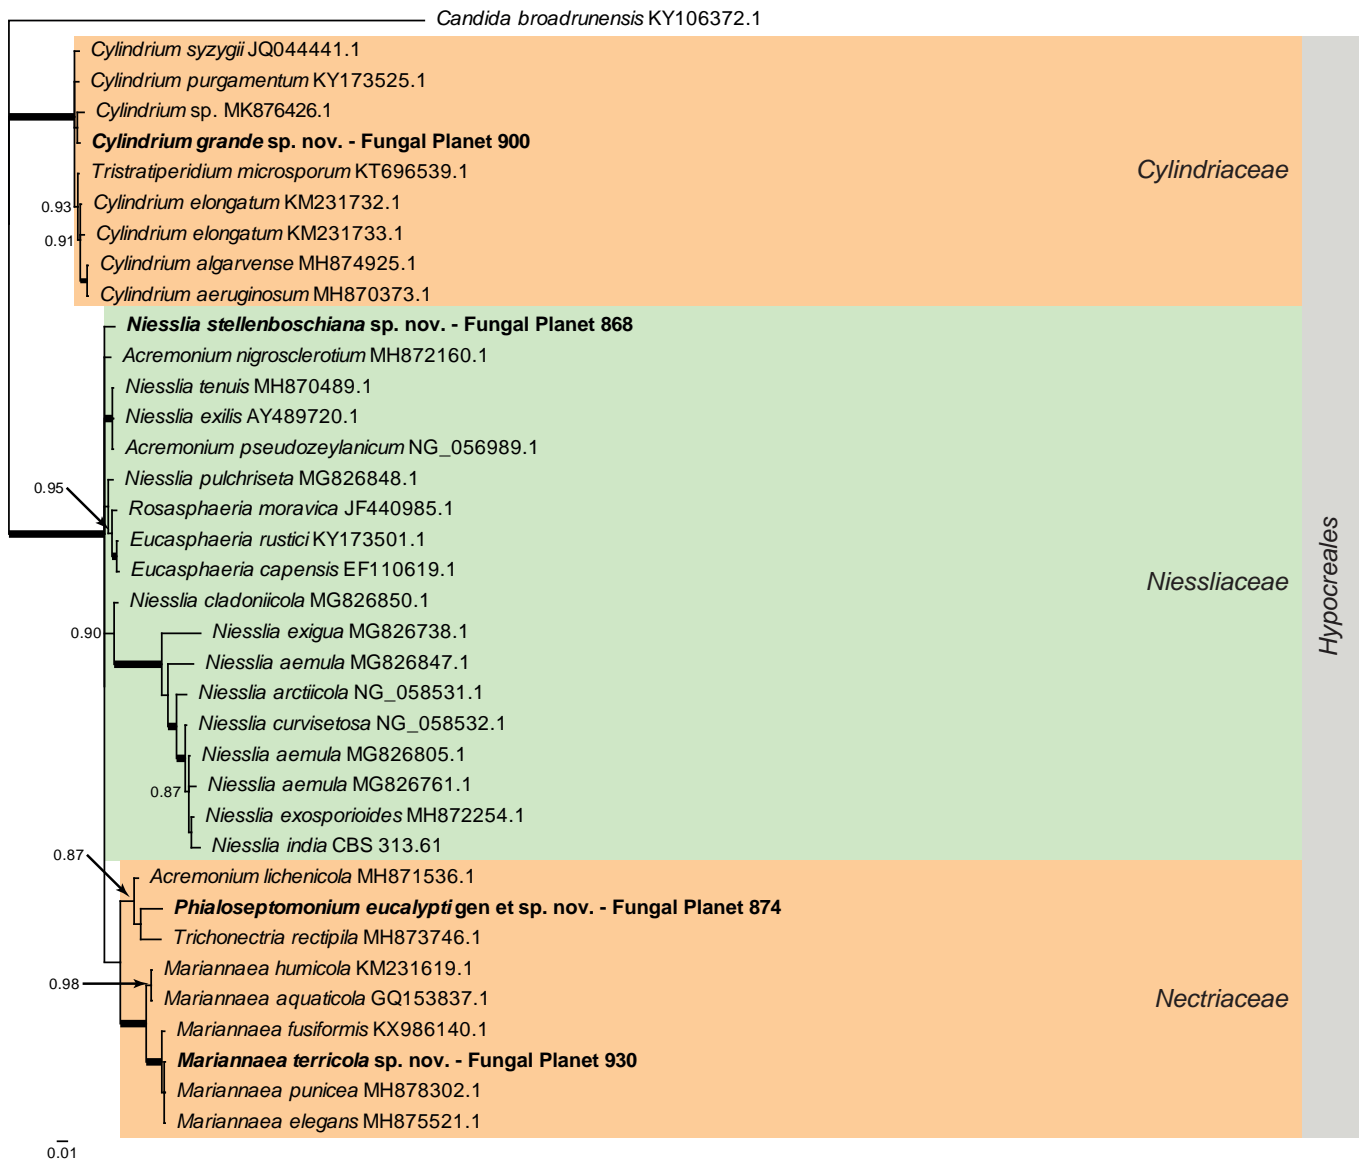 Candida broadrunensis KY106372.1
Cylindrium syzygii JQ044441.1
Cylindrium purgamentum KY173525.1
Cylindrium sp. MK876426.1
Cylindrium grande sp. nov. - Fungal Planet 900
Tristratiperidium microsporum KT696539.1
Cylindriaceae
0.93
Cylindrium elongatum KM231732.1
0.91
Cylindrium elongatum KM231733.1
Cylindrium algarvense MH874925.1
Cylindrium aeruginosum MH870373.1
Niesslia stellenboschiana sp. nov. - Fungal Planet 868
Acremonium nigrosclerotium MH872160.1
Niesslia tenuis MH870489.1
Niesslia exilis AY489720.1
Acremonium pseudozeylanicum NG_056989.1
Niesslia pulchriseta MG826848.1
0.95
Rosasphaeria moravica JF440985.1
Eucasphaeria rustici KY173501.1
Eucasphaeria capensis EF110619.1
Niessliaceae
Hypocreales
Niesslia cladoniicola MG826850.1
0.90
Niesslia exigua MG826738.1
Niesslia aemula MG826847.1
Niesslia arctiicola NG_058531.1
Niesslia curvisetosa NG_058532.1
Niesslia aemula MG826805.1
Niesslia aemula MG826761.1
0.87
Niesslia exosporioides MH872254.1
Niesslia india CBS 313.61
0.87
Acremonium lichenicola MH871536.1
Phialoseptomonium eucalypti gen et sp. nov. - Fungal Planet 874
Trichonectria rectipila MH873746.1
Mariannaea humicola KM231619.1
0.98
Mariannaea aquaticola GQ153837.1
Nectriaceae
Mariannaea fusiformis KX986140.1
Mariannaea terricola sp. nov. - Fungal Planet 930
Mariannaea punicea MH878302.1
Mariannaea elegans MH875521.1
0.01